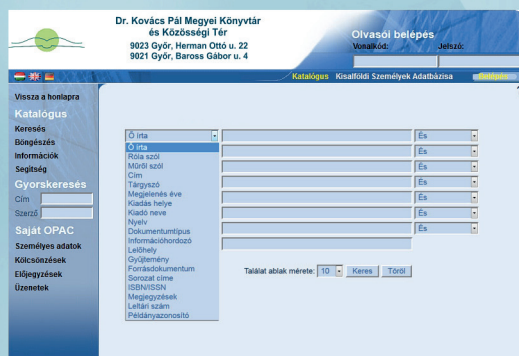 Dr. Kovács Pál Megyei Könyvtár
és Közösségi Tér
9023 Győr, Herman Ottó u. 22
9021 Győr, Baross Gábor u. 4
Olvasói belépés
Vonalkód: Jelszó:
Katalógus Kisalföldi Személyek Adatbázisa Belépés
Vissza a honlapra
Katalógus
Keresés
Böngészés
Információk
Segítség
Gyorskeresés
Cím
Szerző
Saját OPAC
Személyes adatok
Kölcsönzések
Előjegyzések
Üzenetek
Ő írta És
Ő írta És
Róla szól
Műről szól És
Cím
Tárgyszó És
Megjelenés éve
Kiadás helye És
Kiadó neve
Nyelv És
Dokumentumtípus
Információhordozó
Lelőhely
Gyűjtemény
Forrásdokumentum
Sorozat címe
ISBN/ISSN
Megjegyzések
Leltári szám
Példányazonosító
Találat ablak mérete: 10 Keres Töröl